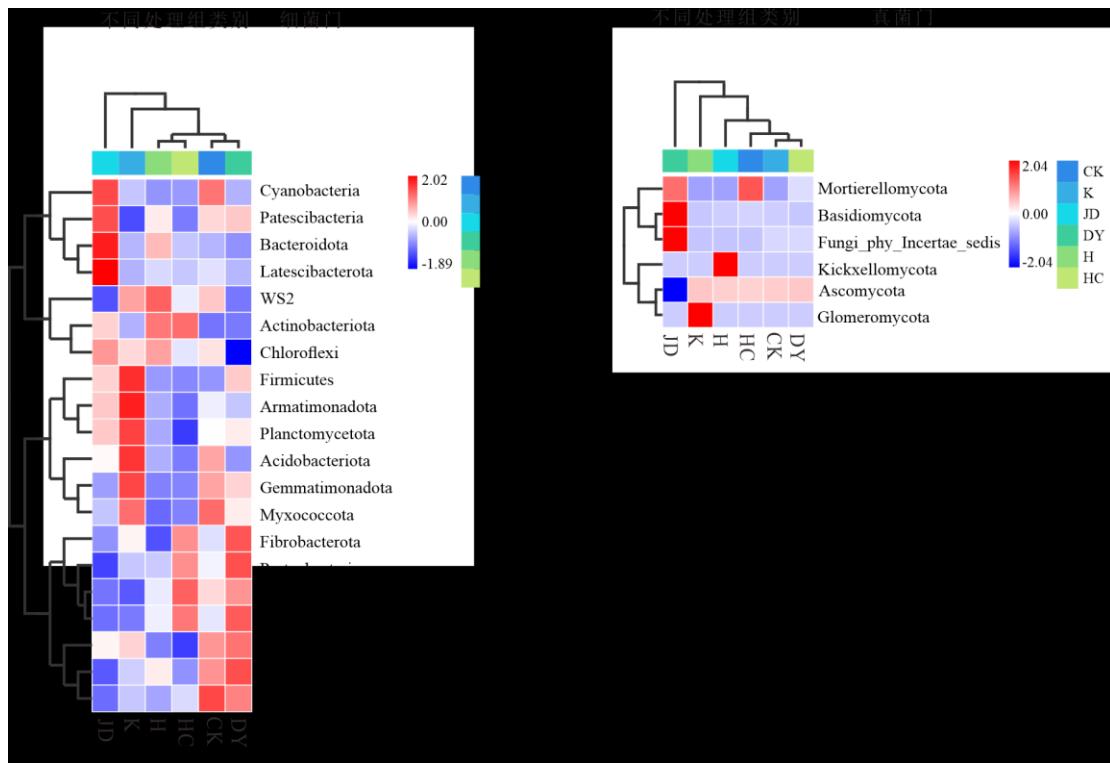 不同处理组类别 细菌门
Cyanobacteria
Patescibacteria
Bacteroidota
Latescibacterota
WS2
Actinobacteriota
Chloroflexi
Firmicutes
Armatimonadota
Planctomycetota
Acidobacteriota
Gemmatimonadota
Myxococcota
Fibrobacterota
2.02
0.00
-1.89
JD K H HC CK DY
不同处理组类别 真菌门
Mortierellomycota
Basidiomycota
Fungi_phy_Incertae_sedis
Kickxellomycota
Ascomycota
Glomeromycota
JD K H HC CK DY
2.04
0.00
-2.04
CK
K
JD
DY
H
HC